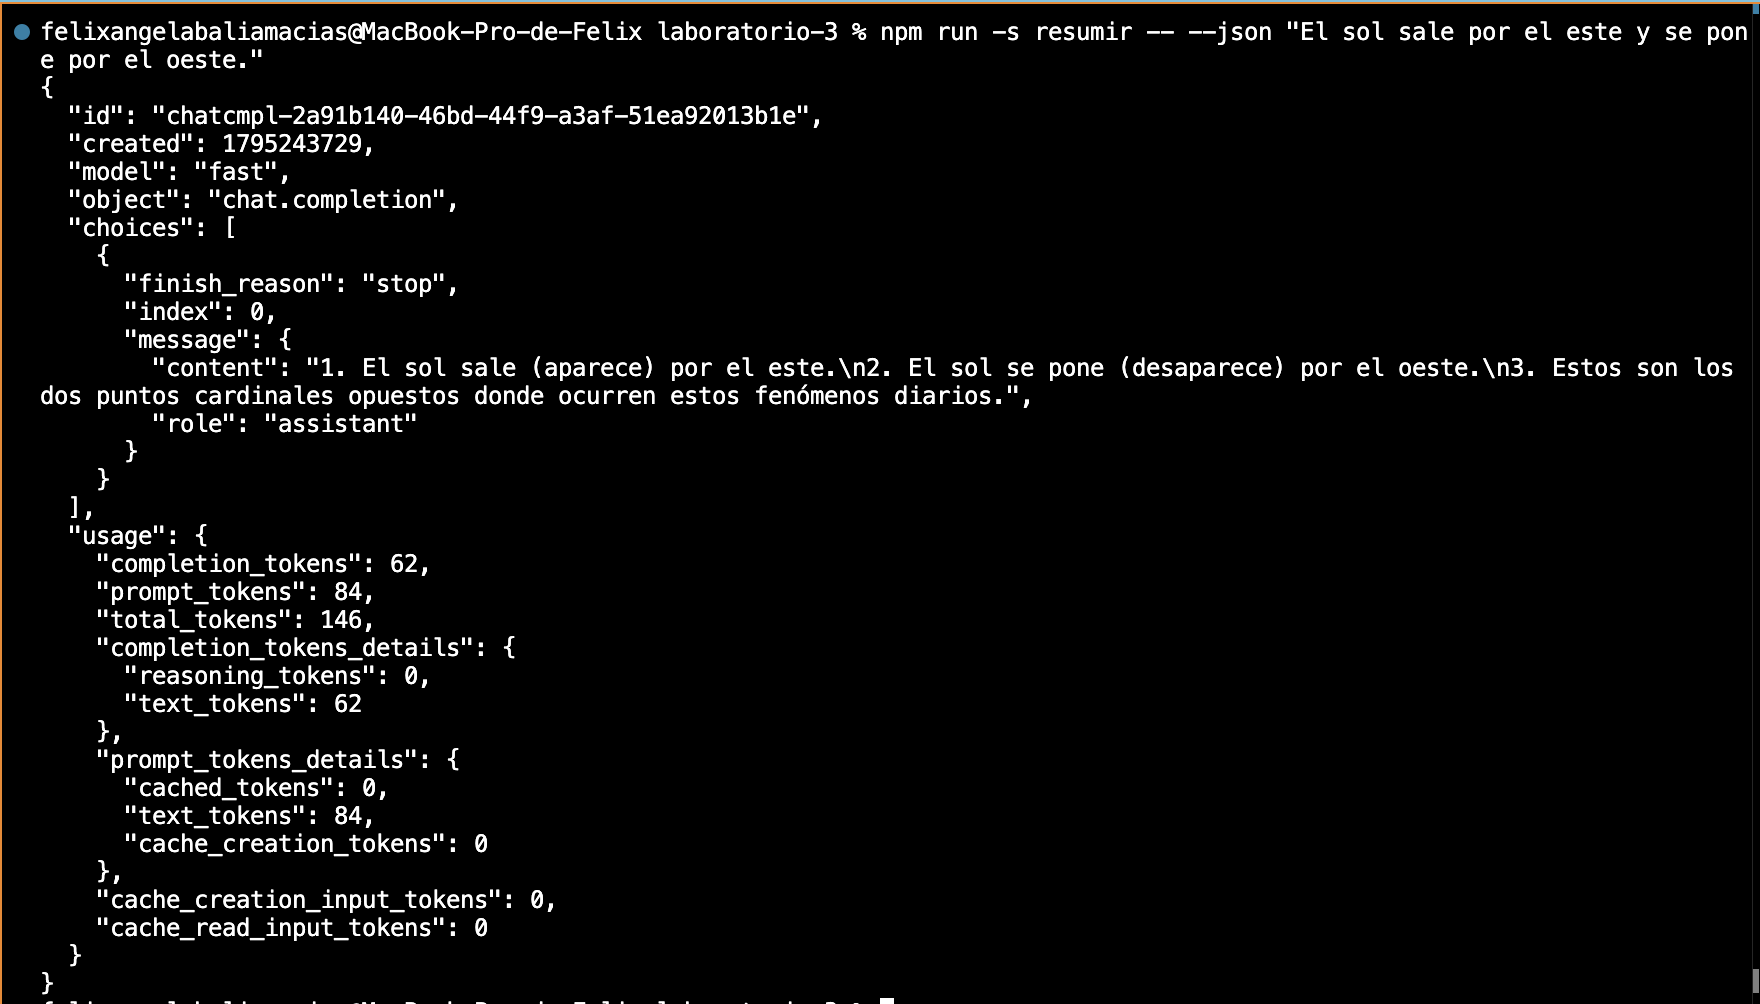 felixangelabaliamacias@MacBook-Pro-de-Felix laboratorio-3 % npm run -s resumir -- --json "El sol sale por el este y se pon
e por el oeste."
{
  "id": "chatcmpl-2a91b140-46bd-44f9-a3af-51ea92013b1e",
  "created": 1795243729,
  "model": "fast",
  "object": "chat.completion",
  "choices": [
    {
      "finish_reason": "stop",
      "index": 0,
      "message": {
        "content": "1. El sol sale (aparece) por el este.\n2. El sol se pone (desaparece) por el oeste.\n3. Estos son los
dos puntos cardinales opuestos donde ocurren estos fenómenos diarios.",
        "role": "assistant"
      }
    }
  ],
  "usage": {
    "completion_tokens": 62,
    "prompt_tokens": 84,
    "total_tokens": 146,
    "completion_tokens_details": {
      "reasoning_tokens": 0,
      "text_tokens": 62
    },
    "prompt_tokens_details": {
      "cached_tokens": 0,
      "text_tokens": 84,
      "cache_creation_tokens": 0
    },
    "cache_creation_input_tokens": 0,
    "cache_read_input_tokens": 0
  }
}